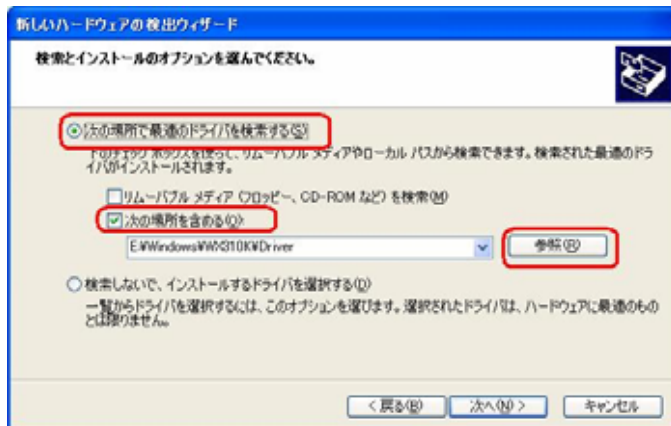 新しいハードウェアの検出ウィザード
検索とインストールのオプションを選んでください。
次の場所で最適のドライバを検索する(S)
下のチェック ボックスを使って、リムーバブル メディアやローカル パスから検索できます。検索された最適のドラ
イバがインストールされます。
リムーバブル メディア (フロッピー、CD-ROM など) を検索(M)
次の場所を含める(O):
E:¥Windows¥WX310K¥Driver
参照(R)
検索しないで、インストールするドライバを選択する(D)
一覧からドライバを選択するには、このオプションを選びます。選択されたドライバは、ハードウェアに最適のもの
とは限りません。
< 戻る(B)
次へ(N) >
キャンセル